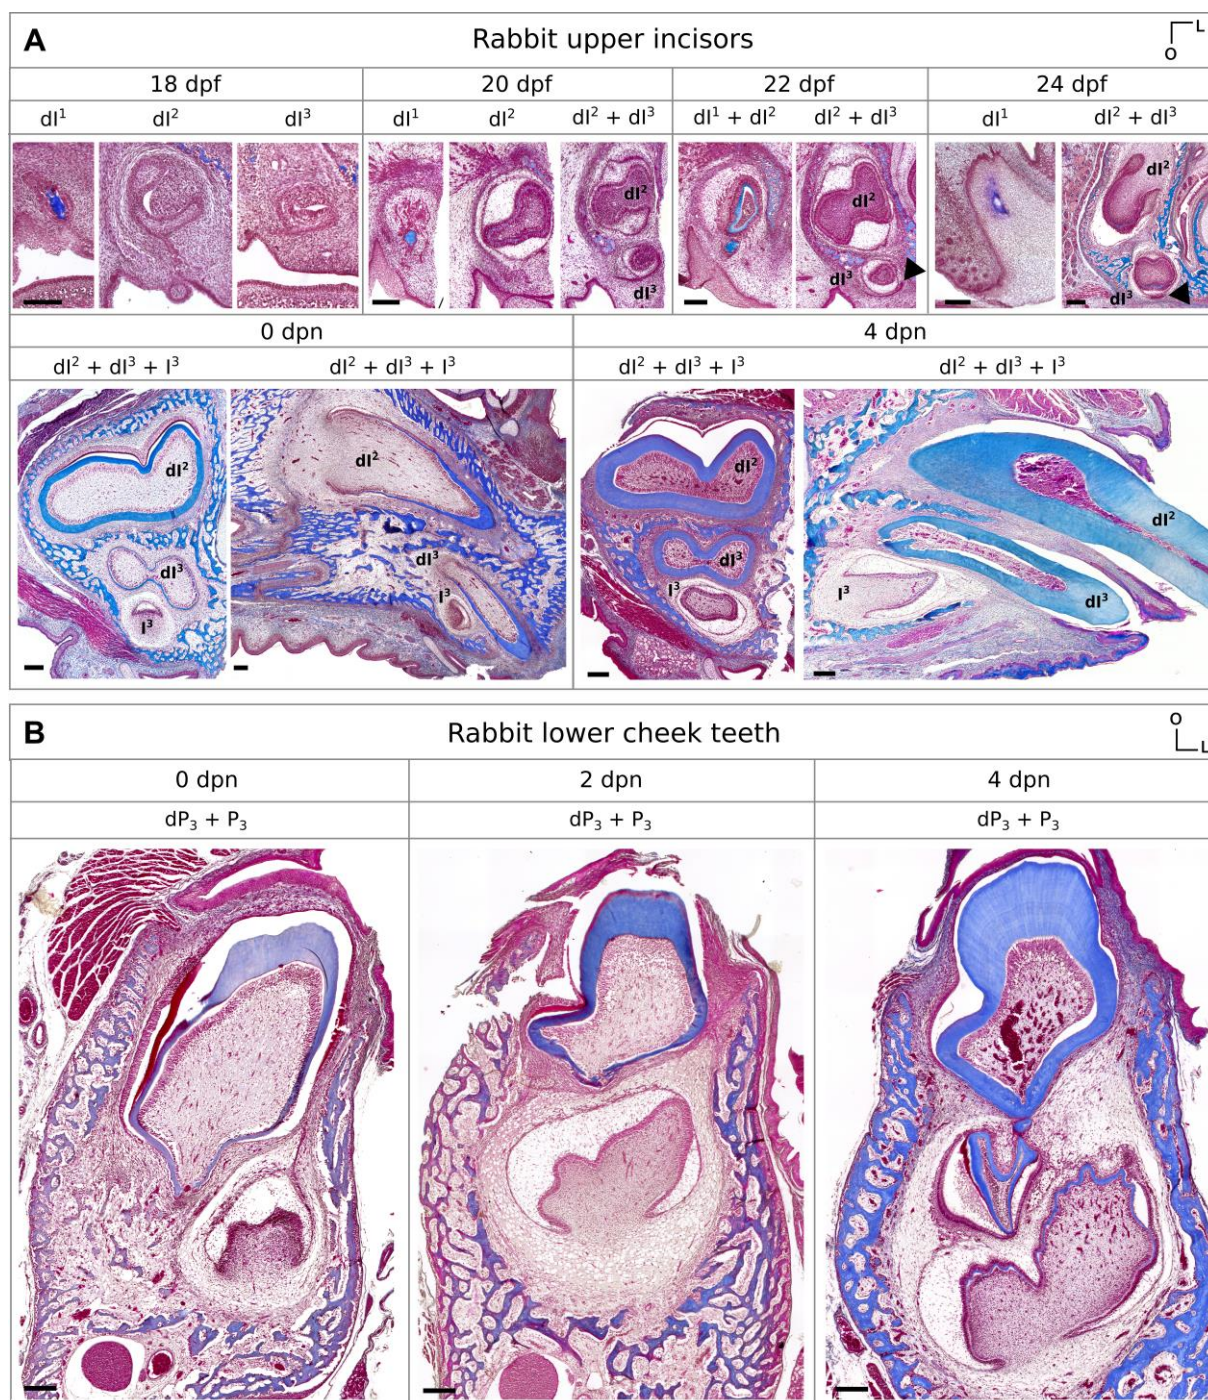 A Rabbit upper incisors L O
18 dpf 20 dpf 22 dpf 24 dpf
dI¹ dI² dI³ dI¹ dI² dI² + dI³ dI¹ + dI² dI² + dI³ dI¹ dI² + dI³
dI² dI² dI²
dI³ dI³ dI³
0 dpn 4 dpn
dI² + dI³ + I³ dI² + dI³ + I³ dI² + dI³ + I³ dI² + dI³ + I³
dI² dI² dI² dI²
dI³ dI³ dI³ dI³
I³ I³ I³ I³
B Rabbit lower cheek teeth O L
0 dpn 2 dpn 4 dpn
dP₃ + P₃ dP₃ + P₃ dP₃ + P₃